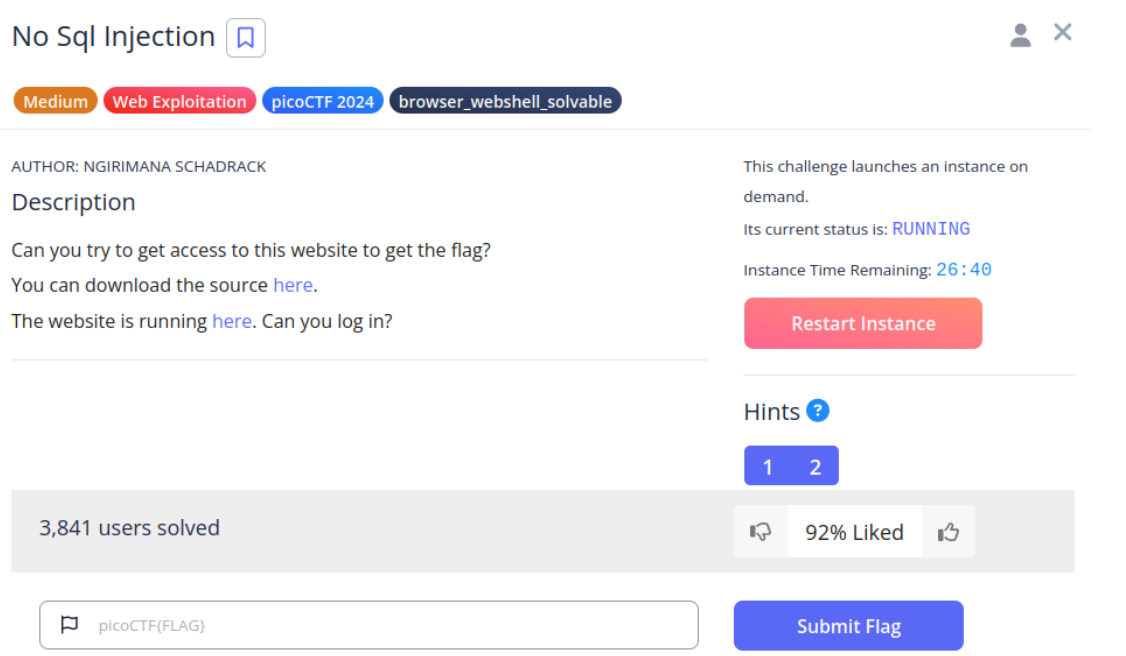 No Sql Injection
Medium Web Exploitation picoCTF 2024 browser_webshell_solvable
AUTHOR: NGIRIMANA SCHADRACK
Description
Can you try to get access to this website to get the flag?
You can download the source here.
The website is running here. Can you log in?
This challenge launches an instance on
demand.
Its current status is: RUNNING
Instance Time Remaining: 26:40
Restart Instance
Hints ?
1 2
3,841 users solved
92% Liked
picoCTF{FLAG}
Submit Flag